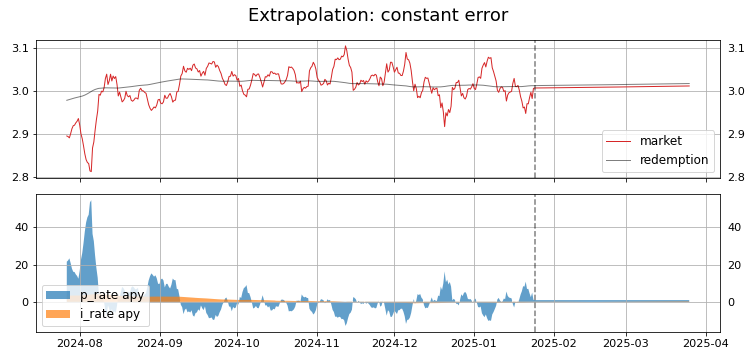 Extrapolation: constant error
3.1 3.1
3.0 3.0
2.9 2.9
2.8 2.8
market
redemption
40 40
20 20
0 0
p_rate apy
i_rate apy
2024-08 2024-09 2024-10 2024-11 2024-12 2025-01 2025-02 2025-03 2025-04